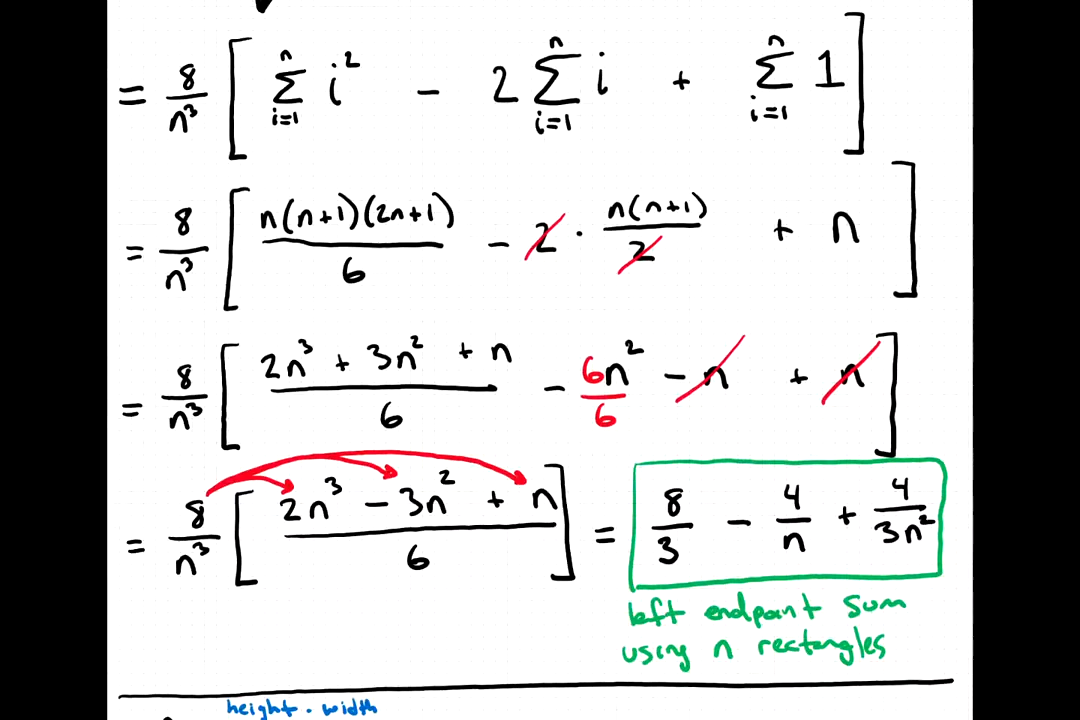 = 8/n³ [ Σ_{i=1}^{n} i² - 2 Σ_{i=1}^{n} i + Σ_{i=1}^{n} 1 ]
= 8/n³ [ n(n+1)(2n+1)/6 - 2 · n(n+1)/2 + n ]
= 8/n³ [ (2n³ + 3n² + n)/6 - 6n²/6 - n + n ]
= 8/n³ [ (2n³ - 3n² + n)/6 ] = 8/3 - 4/n + 4/3n²
left endpoint sum
using n rectangles
height · width